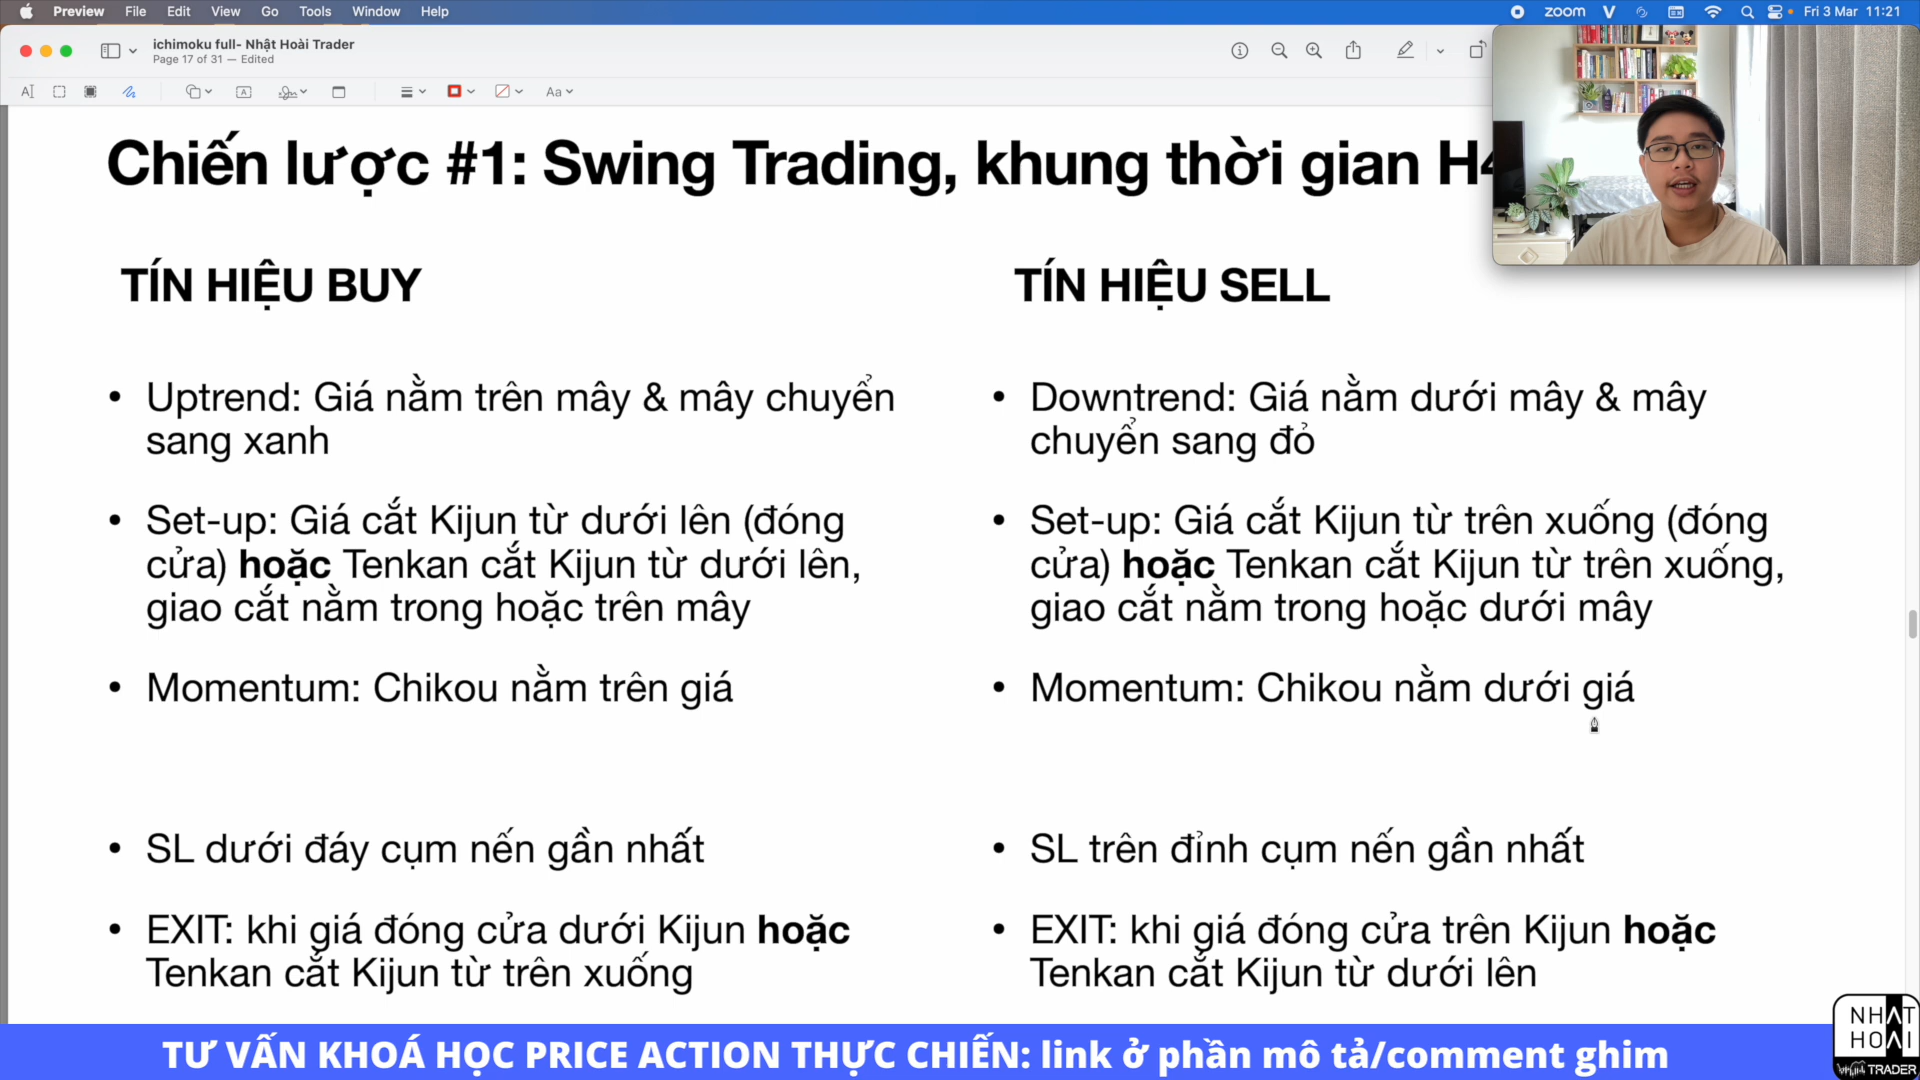 Preview File Edit View Go Tools Window Help
zoom V Fri 3 Mar 11:21
ichimoku full- Nhật Hoài Trader
Page 17 of 31 — Edited
Aa
Chiến lược #1: Swing Trading, khung thời gian H4
TÍN HIỆU BUY
• Uptrend: Giá nằm trên mây & mây chuyển
sang xanh
• Set-up: Giá cắt Kijun từ dưới lên (đóng
cửa) hoặc Tenkan cắt Kijun từ dưới lên,
giao cắt nằm trong hoặc trên mây
• Momentum: Chikou nằm trên giá
• SL dưới đáy cụm nến gần nhất
• EXIT: khi giá đóng cửa dưới Kijun hoặc
Tenkan cắt Kijun từ trên xuống
TÍN HIỆU SELL
• Downtrend: Giá nằm dưới mây & mây
chuyển sang đỏ
• Set-up: Giá cắt Kijun từ trên xuống (đóng
cửa) hoặc Tenkan cắt Kijun từ trên xuống,
giao cắt nằm trong hoặc dưới mây
• Momentum: Chikou nằm dưới giá
• SL trên đỉnh cụm nến gần nhất
• EXIT: khi giá đóng cửa trên Kijun hoặc
Tenkan cắt Kijun từ dưới lên
TƯ VẤN KHOÁ HỌC PRICE ACTION THỰC CHIẾN: link ở phần mô tả/comment ghim
NHAT
HOAI
TRADER